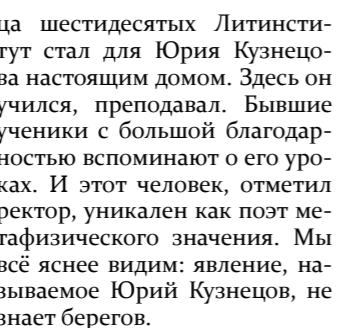 ца шестидесятых Литинсти-
тут стал для Юрия Кузнецо-
ва настоящим домом. Здесь он
учился, преподавал. Бывшие
ученики с большой благодар-
ностью вспоминают о его уро-
ках. И этот человек, отметил
ректор, уникален как поэт ме-
тафизического значения. Мы
всё яснее видим: явление, на-
зываемое Юрий Кузнецов, не
знает берегов.